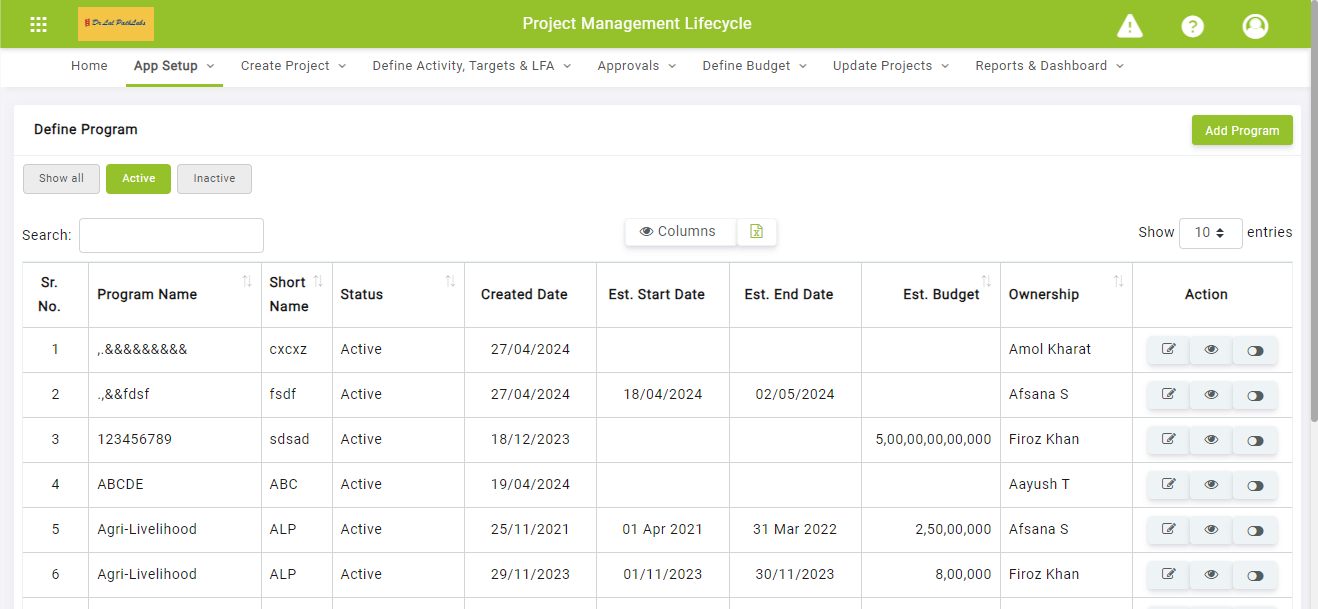 Dr Lal PathLabs
Project Management Lifecycle
Home App Setup Create Project Define Activity, Targets & LFA Approvals Define Budget Update Projects Reports & Dashboard
Define Program
Add Program
Show all Active Inactive
Search: Columns Show 10 entries
Sr. No. Program Name Short Name Status Created Date Est. Start Date Est. End Date Est. Budget Ownership Action
1 ,.&&&&&&&&& cxcxz Active 27/04/2024 Amol Kharat
2 .,&&fdsf fsdf Active 27/04/2024 18/04/2024 02/05/2024 Afsana S
3 123456789 sdsad Active 18/12/2023 5,00,00,00,00,000 Firoz Khan
4 ABCDE ABC Active 19/04/2024 Aayush T
5 Agri-Livelihood ALP Active 25/11/2021 01 Apr 2021 31 Mar 2022 2,50,00,000 Afsana S
6 Agri-Livelihood ALP Active 29/11/2023 01/11/2023 30/11/2023 8,00,000 Firoz Khan